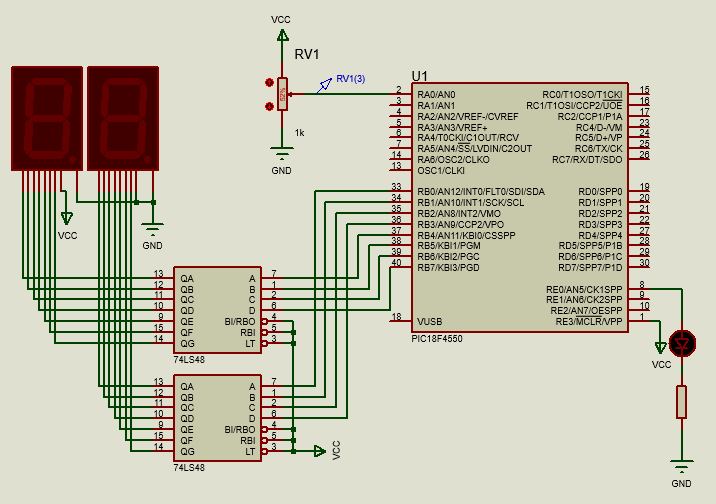 VCC
RV1
RV1(3)
52%
1k
GND
VCC
GND
U1
2 RA0/AN0 RC0/T1OSO/T1CKI 15
3 RA1/AN1 RC1/T1OSI/CCP2/UOE 16
4 RA2/AN2/VREF-/CVREF RC2/CCP1/P1A 17
5 RA3/AN3/VREF+ RC4/D-/VM 23
6 RA4/T0CKI/C1OUT/RCV RC5/D+/VP 24
7 RA5/AN4/SS/LVDIN/C2OUT RC6/TX/CK 25
14 RA6/OSC2/CLKO RC7/RX/DT/SDO 26
13 OSC1/CLKI
33 RB0/AN12/INT0/FLT0/SDI/SDA RD0/SPP0 19
34 RB1/AN10/INT1/SCK/SCL RD1/SPP1 20
35 RB2/AN8/INT2/VMO RD2/SPP2 21
36 RB3/AN9/CCP2/VPO RD3/SPP3 22
37 RB4/AN11/KBI0/CSSPP RD4/SPP4 27
38 RB5/KBI1/PGM RD5/SPP5/P1B 28
39 RB6/KBI2/PGC RD6/SPP6/P1C 29
40 RB7/KBI3/PGD RD7/SPP7/P1D 30
RE0/AN5/CK1SPP 8
RE1/AN6/CK2SPP 9
RE2/AN7/OESPP 10
18 VUSB RE3/MCLR/VPP 1
PIC18F4550
VCC
GND
13 QA A 7
12 QB B 1
11 QC C 2
10 QD D 6
9 QE BI/RBO 4
15 QF RBI 5
14 QG LT 3
74LS48
13 QA A 7
12 QB B 1
11 QC C 2
10 QD D 6
9 QE BI/RBO 4
15 QF RBI 5
14 QG LT 3
74LS48
VCC